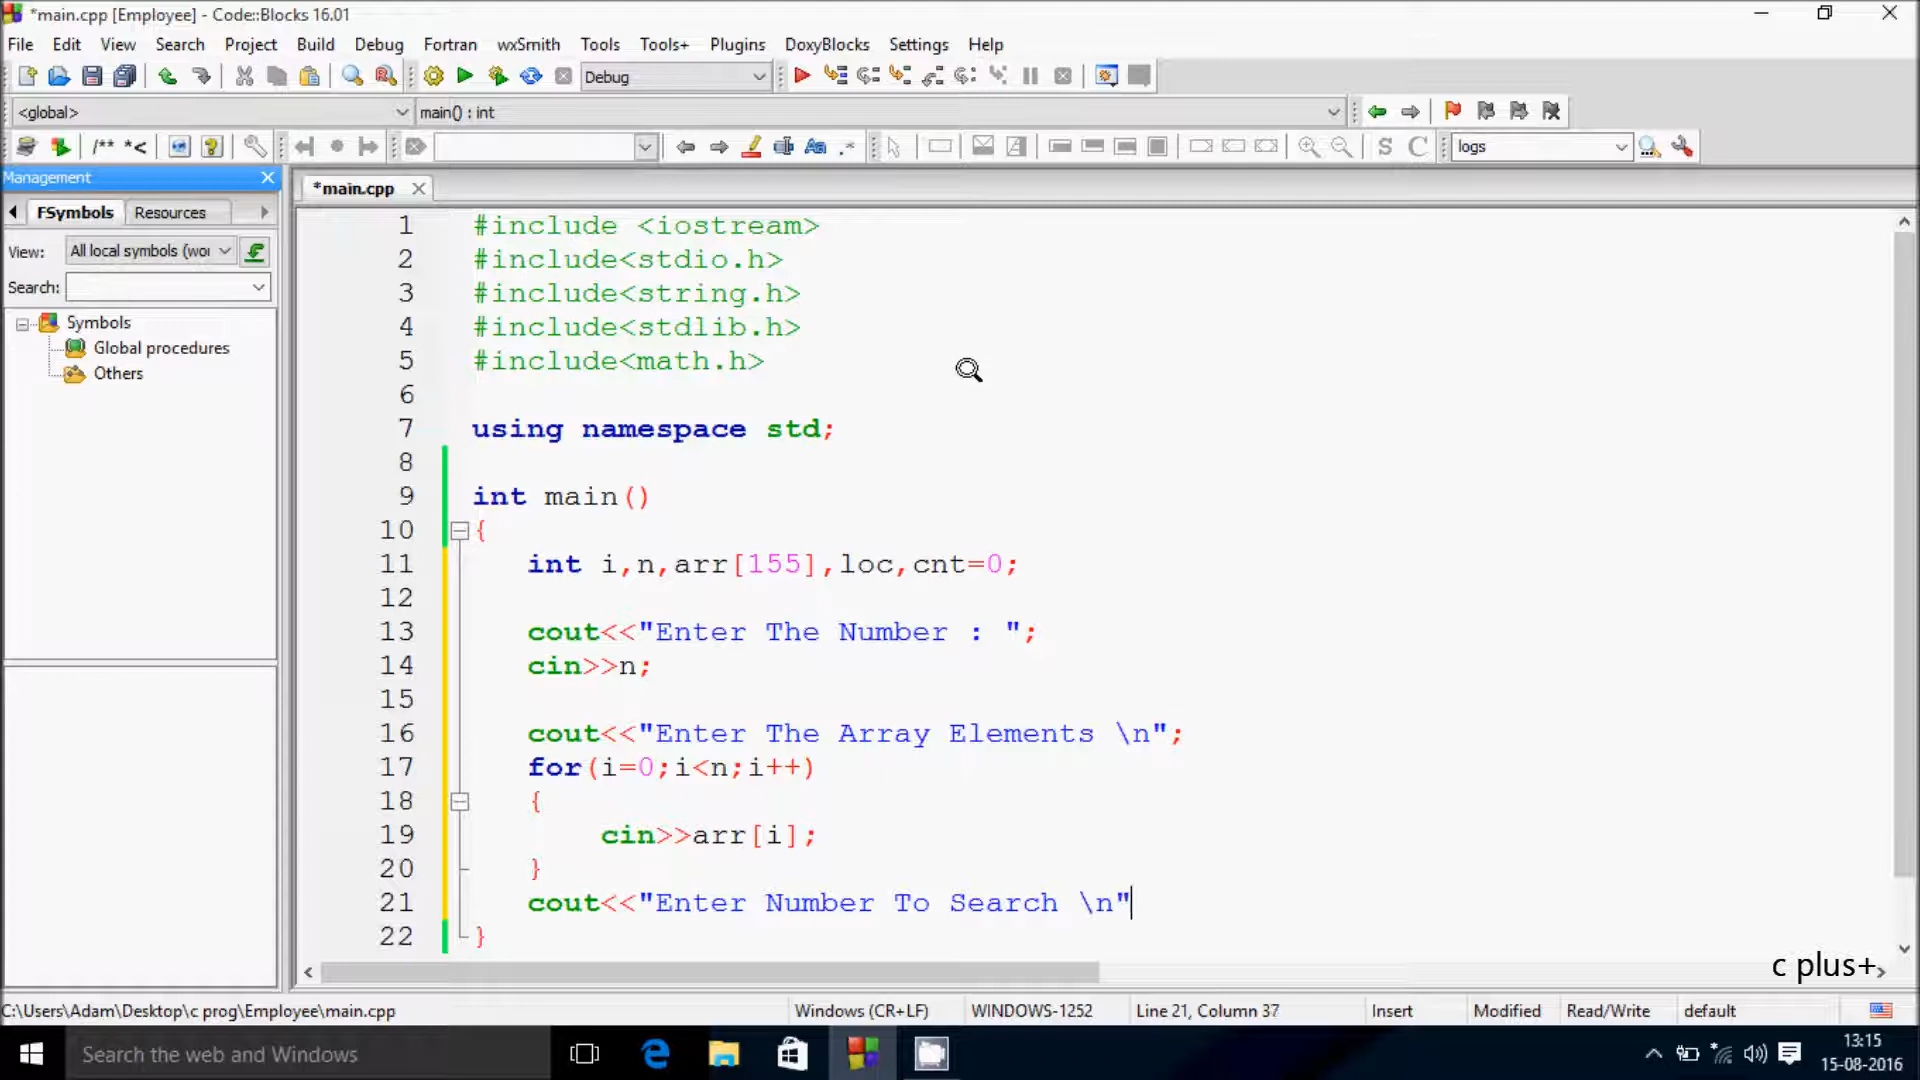 *main.cpp [Employee] - Code::Blocks 16.01
File Edit View Search Project Build Debug Fortran wxSmith Tools Tools+ Plugins DoxyBlocks Settings Help
Debug
<global> main() : int
/** *< Aa .* S C logs
Management
*main.cpp
FSymbols Resources
View: All local symbols (wor
Search:
Symbols
Global procedures
Others
1 #include <iostream>
2 #include<stdio.h>
3 #include<string.h>
4 #include<stdlib.h>
5 #include<math.h>
6
7 using namespace std;
8
9 int main()
10 {
11 int i,n,arr[155],loc,cnt=0;
12
13 cout<<"Enter The Number : ";
14 cin>>n;
15
16 cout<<"Enter The Array Elements \n";
17 for(i=0;i<n;i++)
18 {
19 cin>>arr[i];
20 }
21 cout<<"Enter Number To Search \n"
22 }
c plus+
C:\Users\Adam\Desktop\c prog\Employee\main.cpp Windows (CR+LF) WINDOWS-1252 Line 21, Column 37 Insert Modified Read/Write default
Search the web and Windows
13:15
15-08-2016